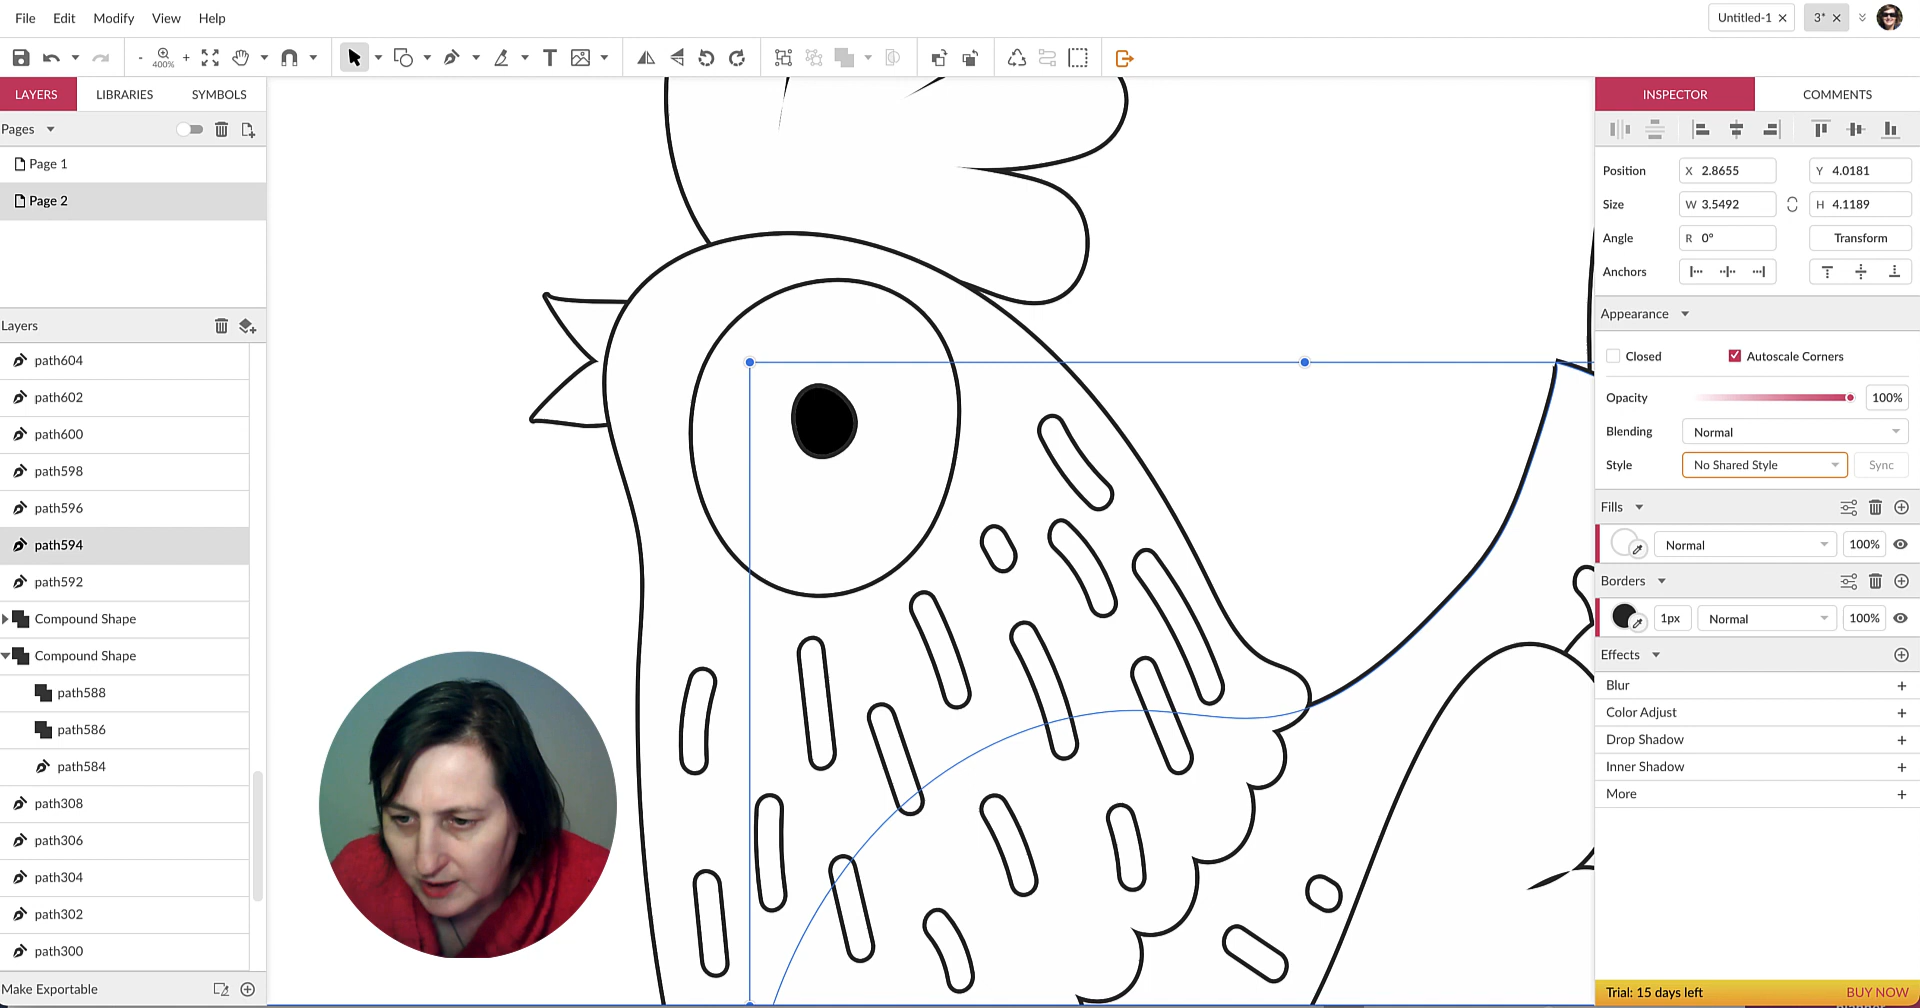 File Edit Modify View Help
Untitled-1 3*
- 400% +
LAYERS LIBRARIES SYMBOLS
Pages
Page 1
Page 2
Layers
path604
path602
path600
path598
path596
path594
path592
Compound Shape
Compound Shape
path588
path586
path584
path308
path306
path304
path302
path300
Make Exportable
INSPECTOR COMMENTS
Position X 2.8655 Y 4.0181
Size W 3.5492 H 4.1189
Angle R 0° Transform
Anchors
Appearance
Closed Autoscale Corners
Opacity 100%
Blending Normal
Style No Shared Style Sync
Fills
Normal 100%
Borders
1px Normal 100%
Effects
Blur +
Color Adjust +
Drop Shadow +
Inner Shadow +
More +
Trial: 15 days left BUY NOW